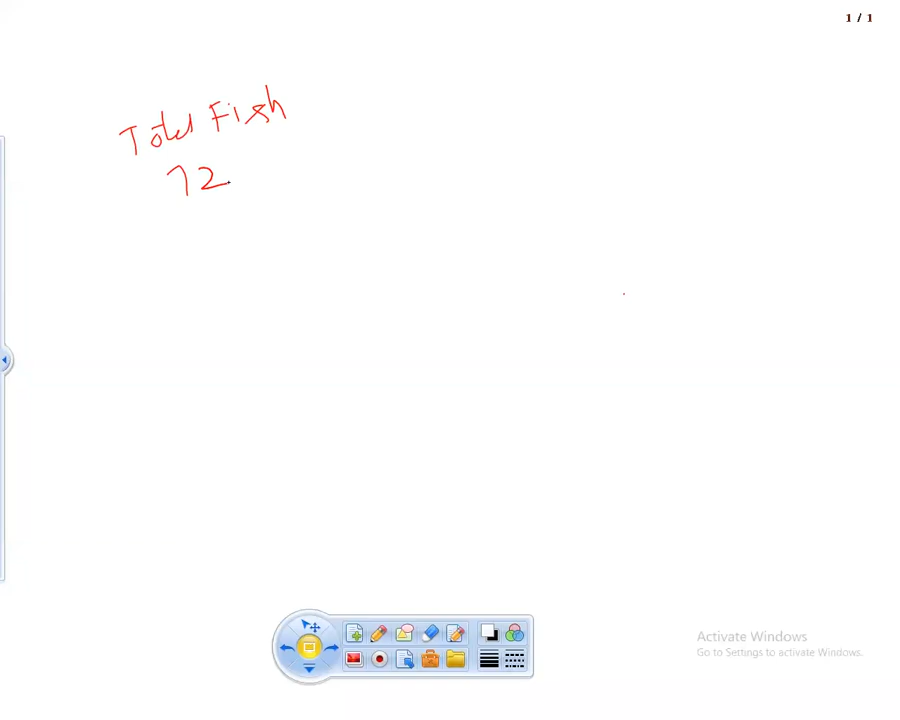 1 / 1
Total Fish
72
Activate Windows
Go to Settings to activate Windows.